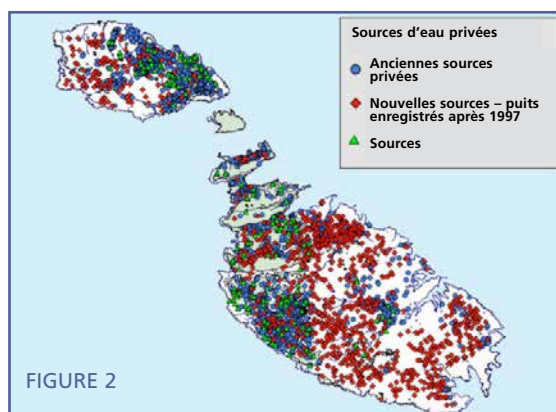 Sources d'eau privées
Anciennes sources
privées
Nouvelles sources – puits
enregistrés après 1997
Sources
FIGURE 2